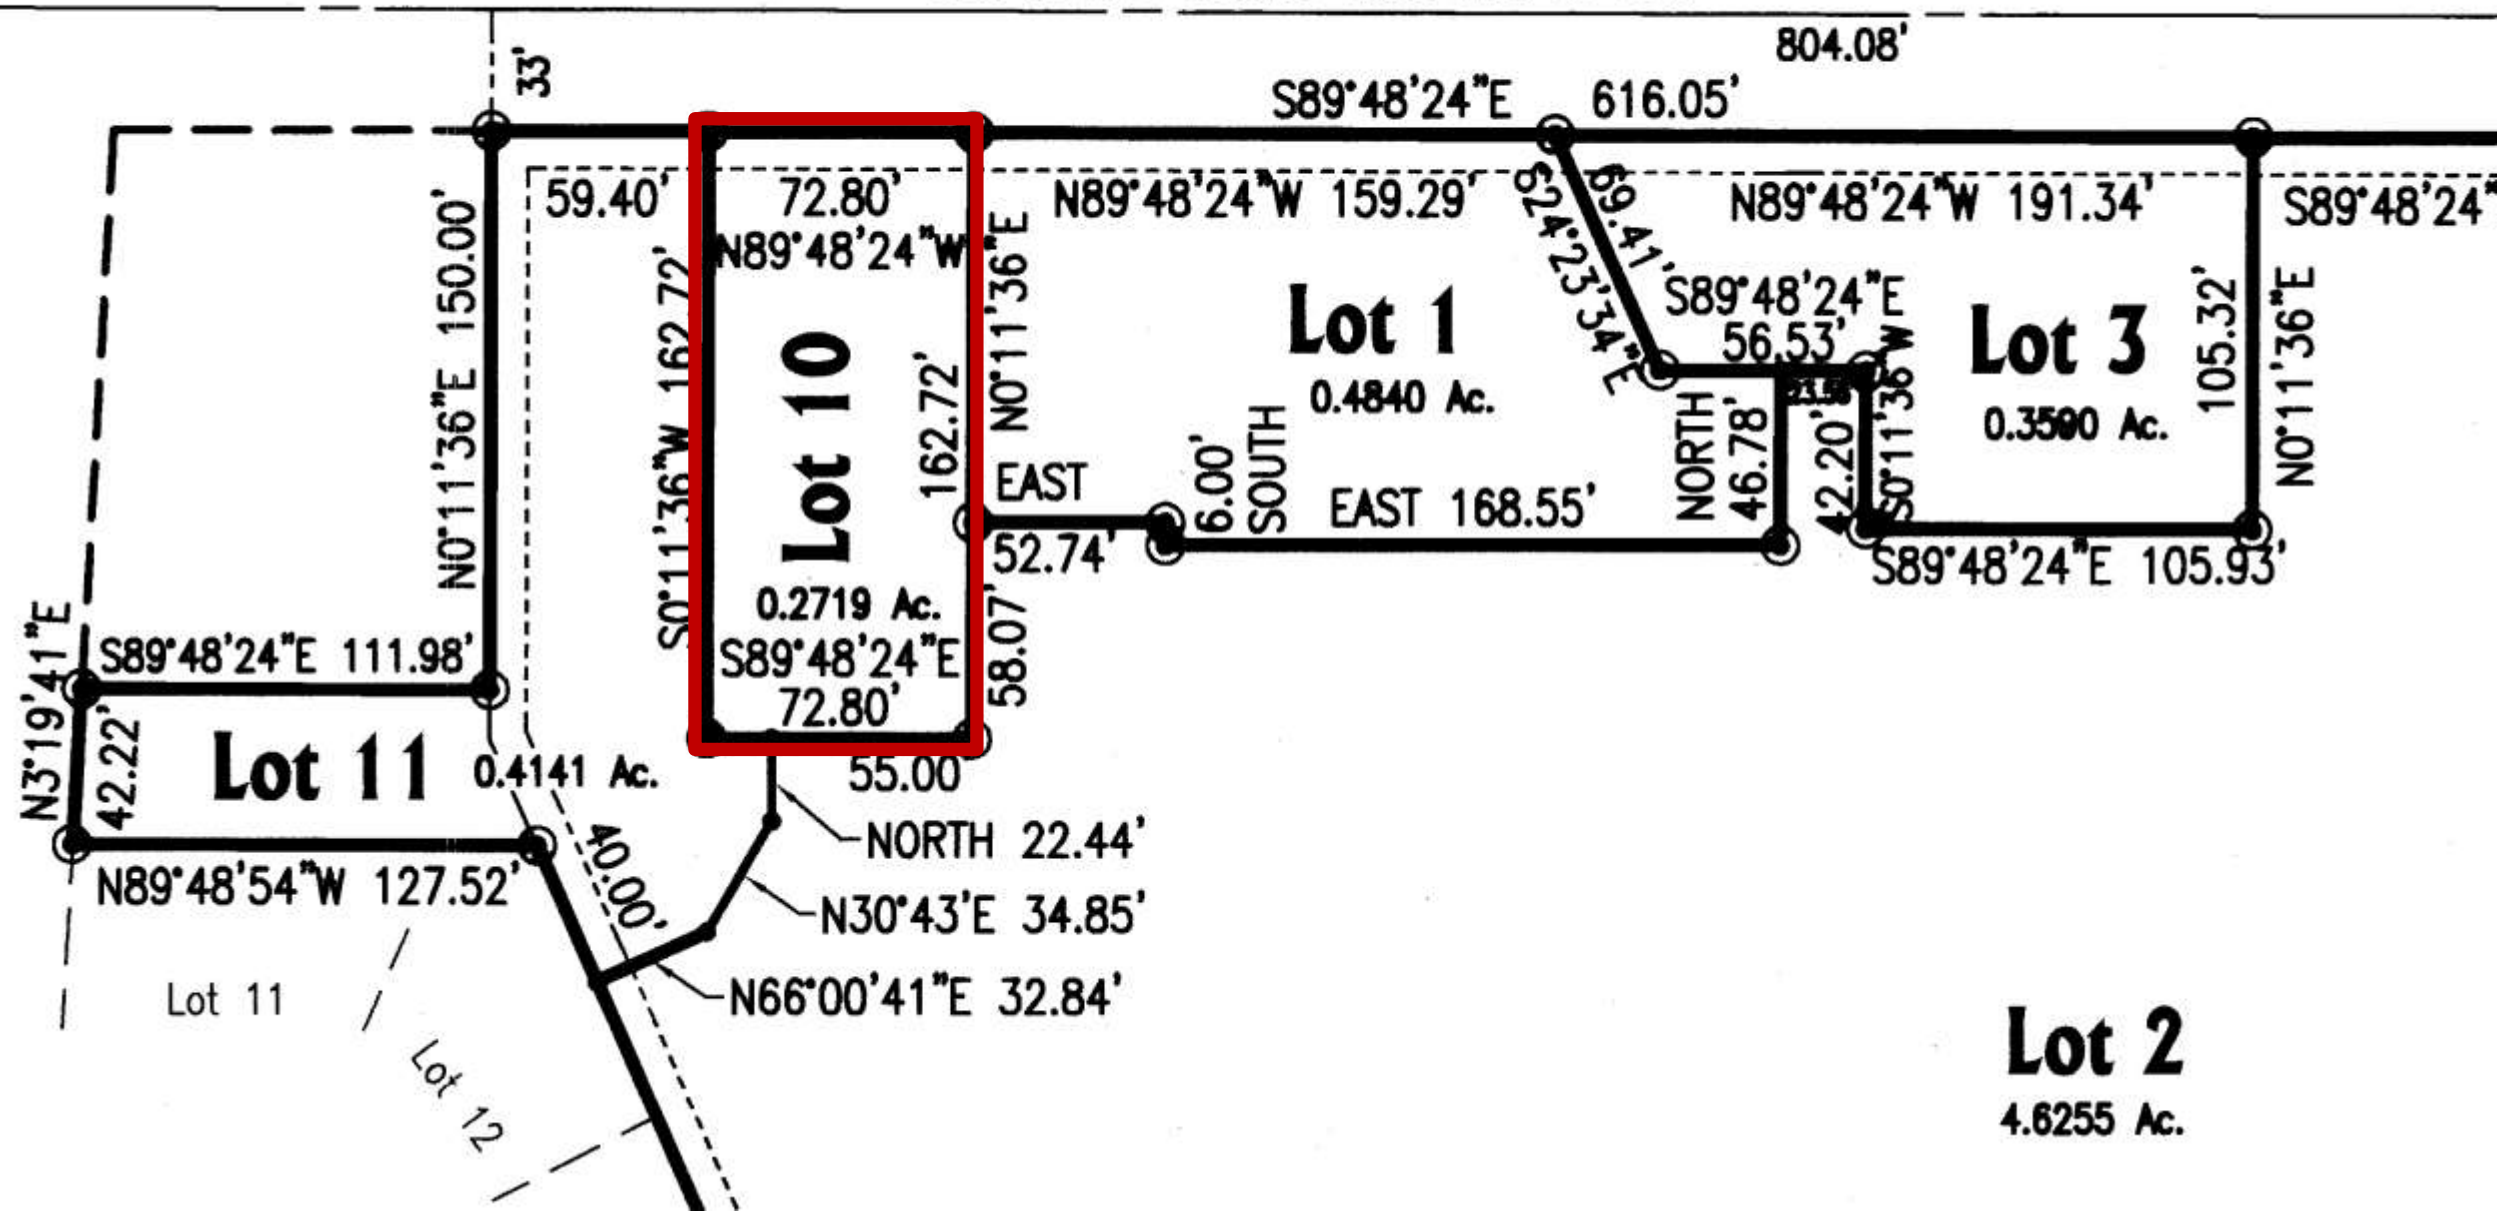 804.08'
33'
S89°48'24"E 616.05'
59.40'
72.80'
N89°48'24"W
N89°48'24"W 159.29'
69.41'
S24°23'34"E
N89°48'24"W 191.34'
S89°48'24"
N0°11'36"E 150.00'
S0°11'36"W 162.72'
Lot 10
0.2719 Ac.
162.72'
N0°11'36"E
S89°48'24"E
72.80'
58.07'
55.00'
Lot 1
0.4840 Ac.
EAST
52.74'
6.00'
SOUTH
EAST 168.55'
NORTH
46.78'
S89°48'24"E
56.53'
42.20'
S0°11'36"W
Lot 3
0.3590 Ac.
105.32'
N0°11'36"E
S89°48'24"E 105.93'
N3°19'41"E
42.22'
S89°48'24"E 111.98'
Lot 11
0.4141 Ac.
N89°48'54"W 127.52'
40.00'
NORTH 22.44'
N30°43'E 34.85'
N66°00'41"E 32.84'
Lot 11
Lot 12
Lot 2
4.6255 Ac.